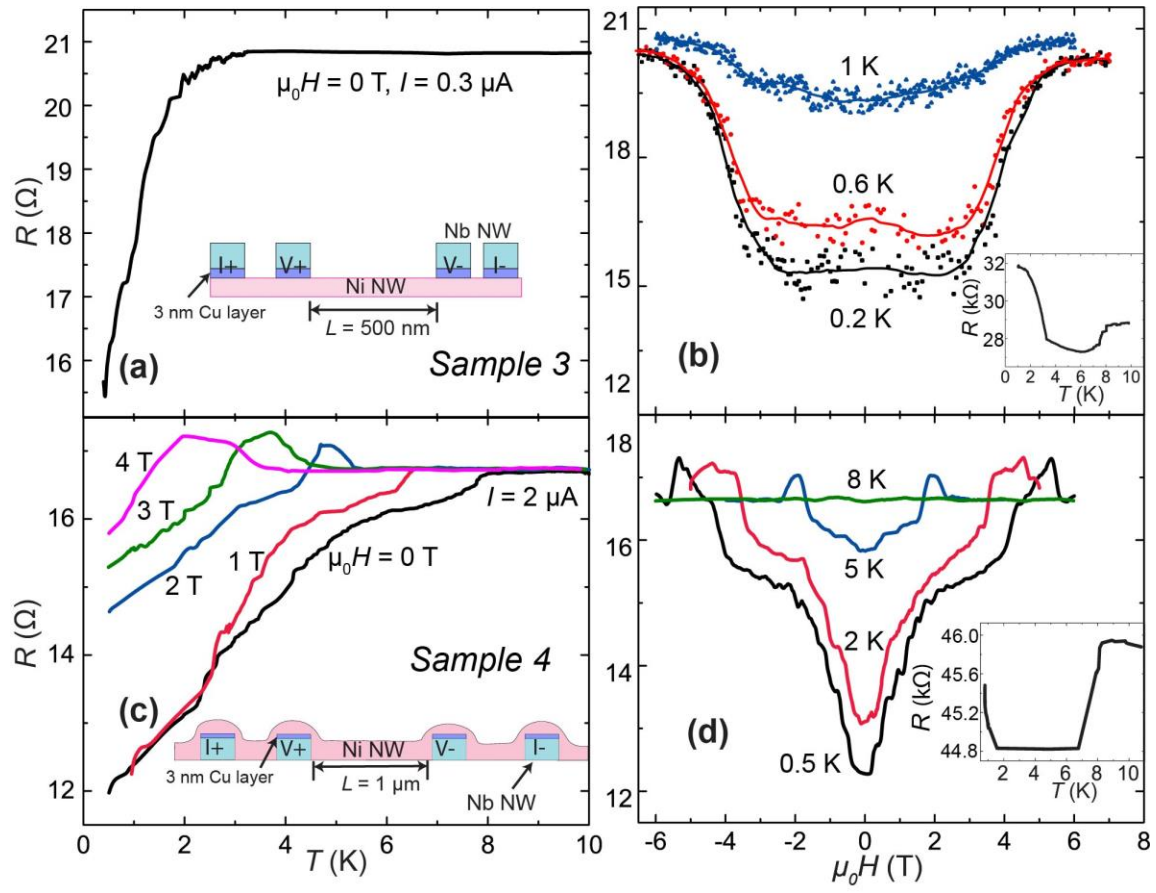 21
20
19
18
17
16
R (Ω)
μ₀H = 0 T, I = 0.3 μA
Nb NW
I+ V+ V- I-
Ni NW
3 nm Cu layer
L = 500 nm
(a)
Sample 3
21
18
15
12
1 K
0.6 K
0.2 K
(b)
32
30
28
R (kΩ)
0 2 4 6 8 10
T (K)
16
14
12
R (Ω)
4 T
3 T
2 T
1 T
μ₀H = 0 T
I = 2 μA
Sample 4
(c)
I+ V+ Ni NW V- I-
3 nm Cu layer
L = 1 μm
Nb NW
0 2 4 6 8 10
T (K)
18
16
14
12
8 K
5 K
2 K
0.5 K
(d)
46.0
45.6
45.2
44.8
R (kΩ)
2 4 6 8 10
T (K)
-6 -4 -2 0 2 4 6 8
μ₀H (T)